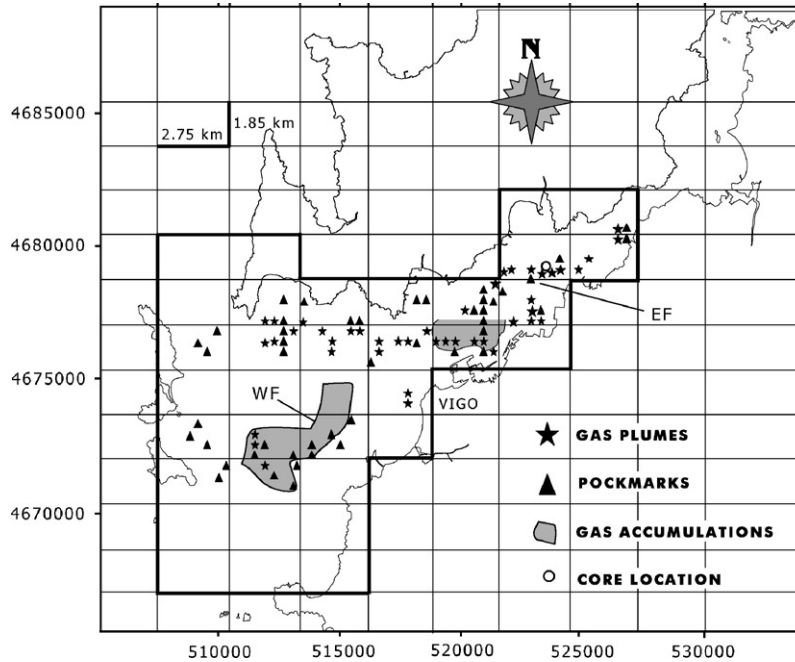 N
4685000
1.85 km
2.75 km
4680000
EF
4675000
WF
VIGO
GAS PLUMES
POCKMARKS
4670000
GAS ACCUMULATIONS
CORE LOCATION
510000
515000
520000
525000
530000